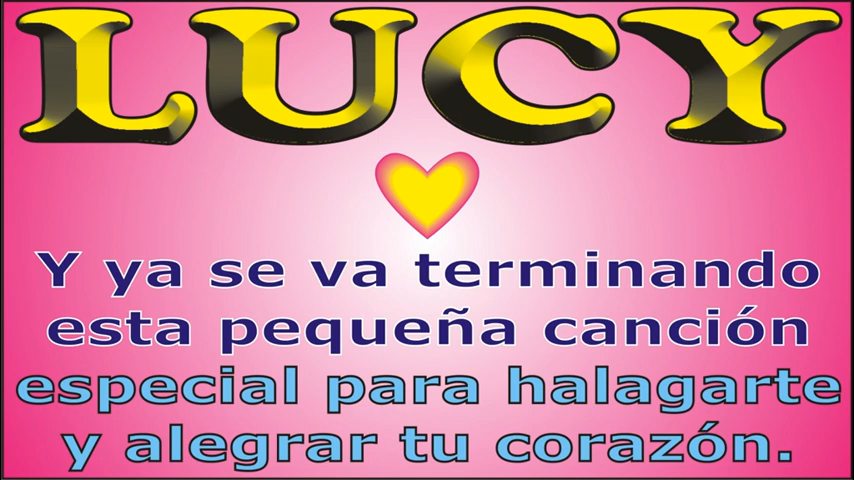 LUCY
Y ya se va terminando
esta pequeña canción
especial para halagarte
y alegrar tu corazón.